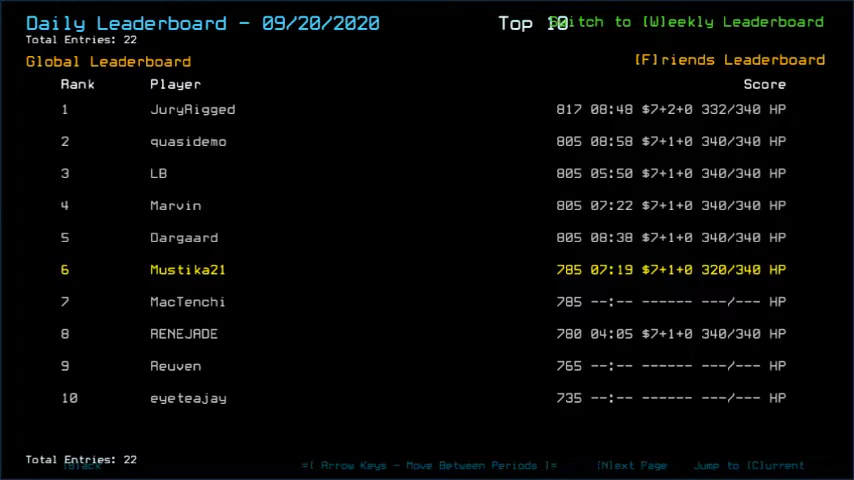 Daily Leaderboard - 09/20/2020 Top 10 Switch to [W]eekly Leaderboard
Total Entries: 22
Global Leaderboard [F]riends Leaderboard
Rank Player Score
1 JuryRigged 817 08:48 $7+2+0 332/340 HP
2 quasidemo 805 08:58 $7+1+0 340/340 HP
3 LB 805 05:50 $7+1+0 340/340 HP
4 Marvin 805 07:22 $7+1+0 340/340 HP
5 Dargaard 805 08:38 $7+1+0 340/340 HP
6 Mustika21 785 07:19 $7+1+0 320/340 HP
7 MacTenchi 785 --:-- ------ ---/--- HP
8 RENEJADE 780 04:05 $7+1+0 340/340 HP
9 Reuven 765 --:-- ------ ---/--- HP
10 eyeteajay 735 --:-- ------ ---/--- HP
Total Entries: 22
[B]ack =[ Arrow Keys - Move Between Periods ]= [N]ext Page Jump to [C]urrent